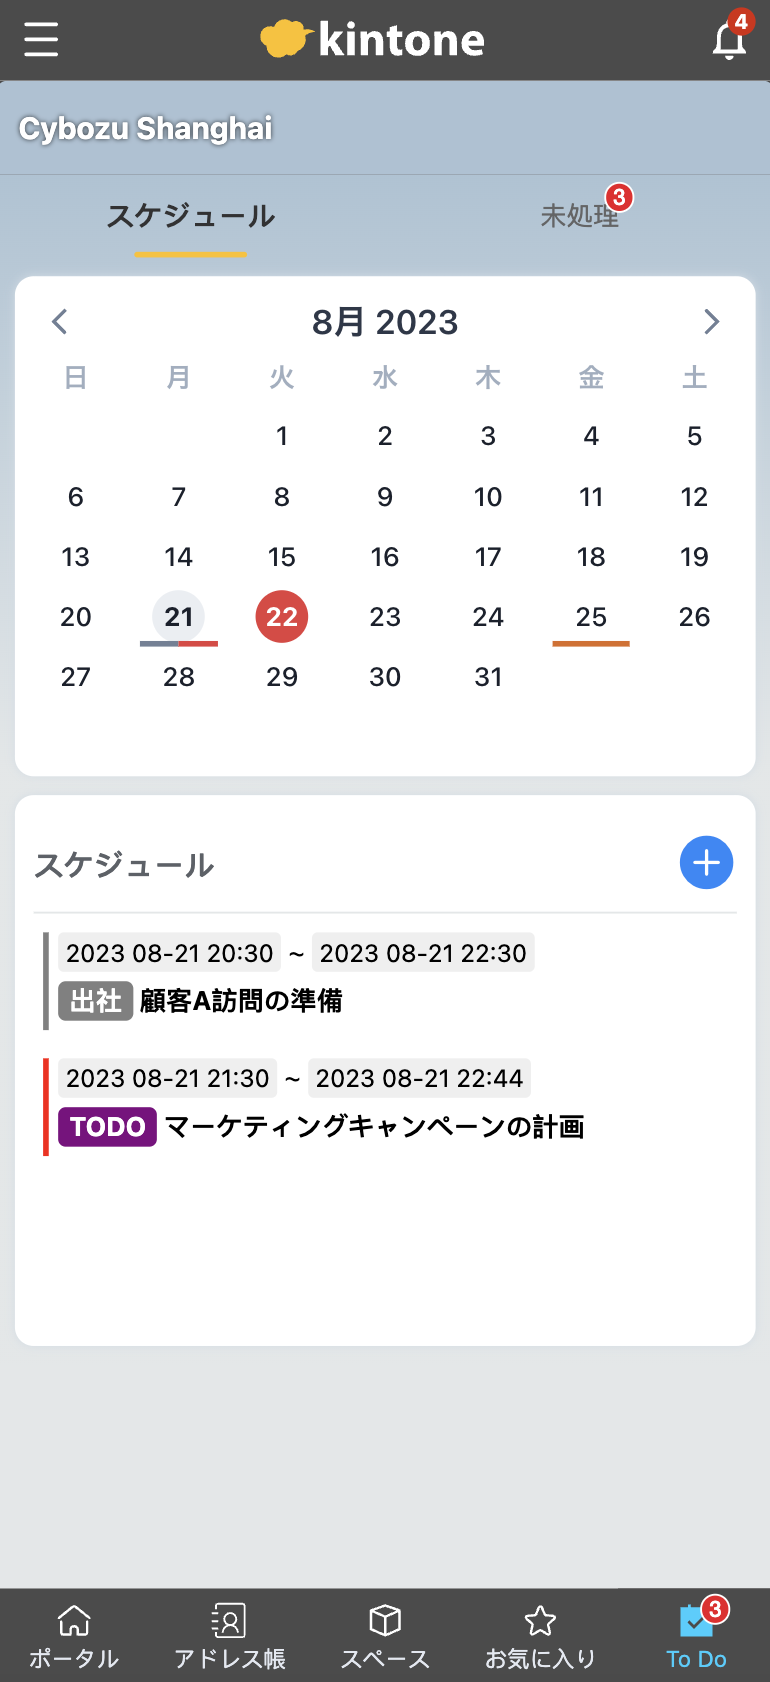 kintone
4
Cybozu Shanghai
スケジュール
未処理
3
8月 2023
日 月 火 水 木 金 土
1 2 3 4 5
6 7 8 9 10 11 12
13 14 15 16 17 18 19
20 21 22 23 24 25 26
27 28 29 30 31
スケジュール
2023 08-21 20:30 ~ 2023 08-21 22:30
出社 顧客A訪問の準備
2023 08-21 21:30 ~ 2023 08-21 22:44
TODO マーケティングキャンペーンの計画
3
ポータル アドレス帳 スペース お気に入り To Do